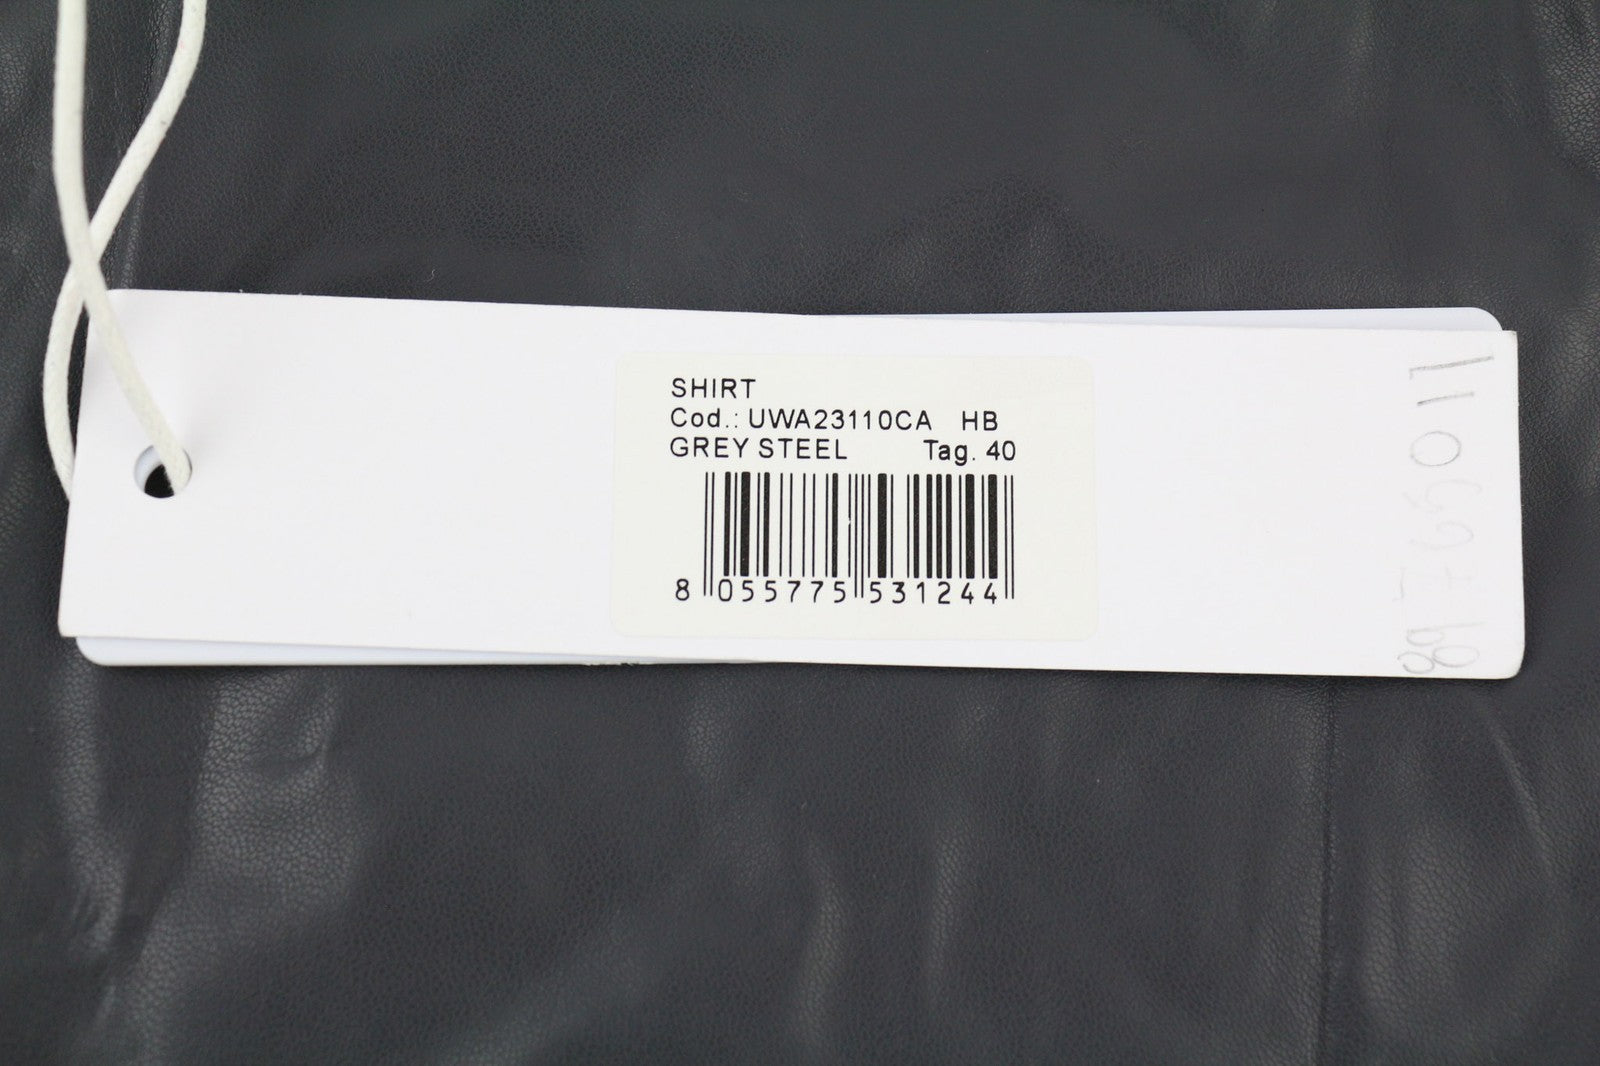 SHIRT
Cod.: UWA23110CA HB
GREY STEEL Tag. 40
8 055775 531244